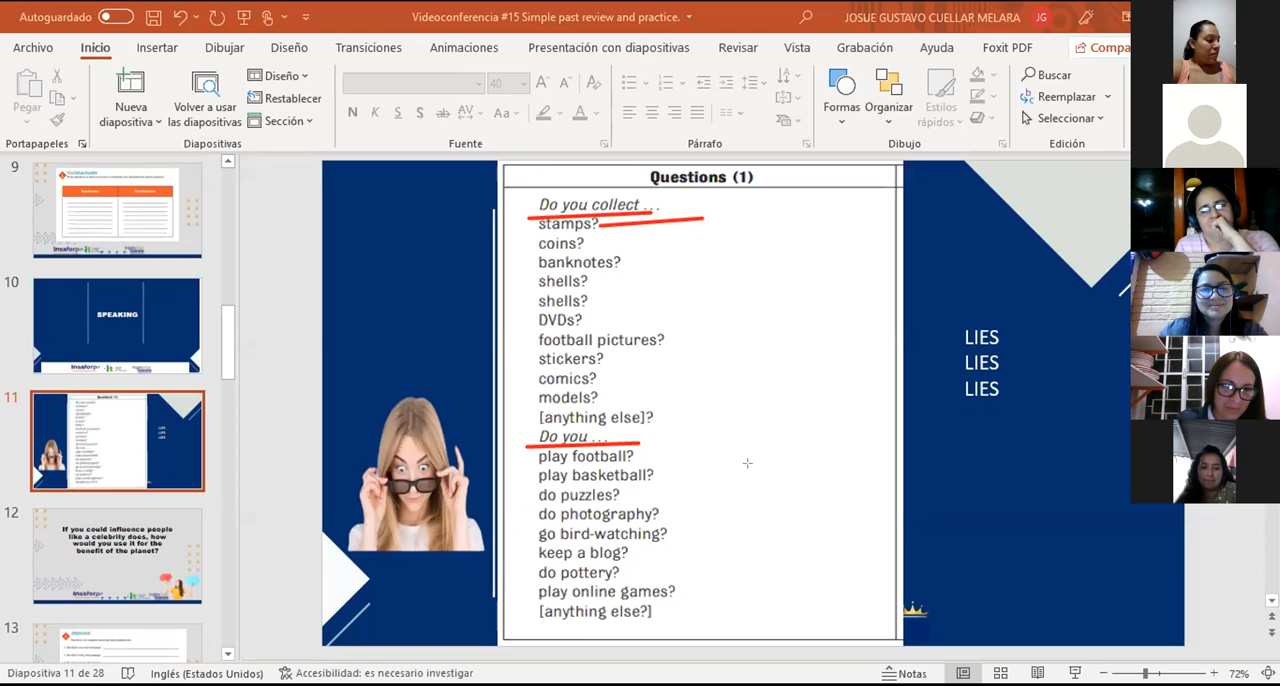 Autoguardado
Videoconferencia #15 Simple past review and practice.
JOSUE GUSTAVO CUELLAR MELARA
JG
Archivo
Inicio
Insertar
Dibujar
Diseño
Transiciones
Animaciones
Presentación con diapositivas
Revisar
Vista
Grabación
Ayuda
Foxit PDF
Compa
Pegar
Nueva diapositiva
Volver a usar las diapositivas
Diseño
Restablecer
Sección
40
N K S S ab AV Aa A
Formas
Organizar
Estilos rápidos
Buscar
Reemplazar
Seleccionar
Portapapeles
Diapositivas
Fuente
Párrafo
Dibujo
Edición
9
10
SPEAKING
11
12
If you could influence people
like a celebrity does, how
would you use it for the
benefit of the planet?
13
Questions (1)
Do you collect ...
stamps?
coins?
banknotes?
shells?
shells?
DVDs?
football pictures?
stickers?
comics?
models?
[anything else]?
Do you ...
play football?
play basketball?
do puzzles?
do photography?
go bird-watching?
keep a blog?
do pottery?
play online games?
[anything else?]
LIES
LIES
LIES
Diapositiva 11 de 28
Inglés (Estados Unidos)
Accesibilidad: es necesario investigar
Notas
72%